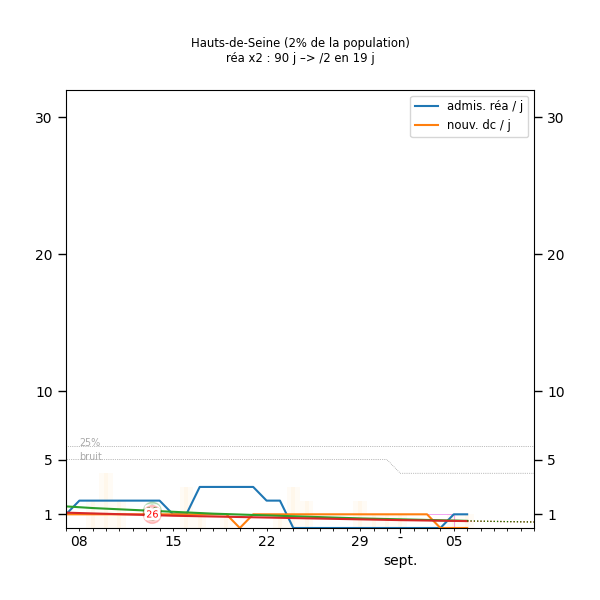 Hauts-de-Seine (2% de la population)
réa x2 : 90 j –> /2 en 19 j
admis. réa / j
nouv. dc / j
30 30
20 20
10 10
25%
bruit
5 5
26
1 1
08 15 22 29 - 05
sept.